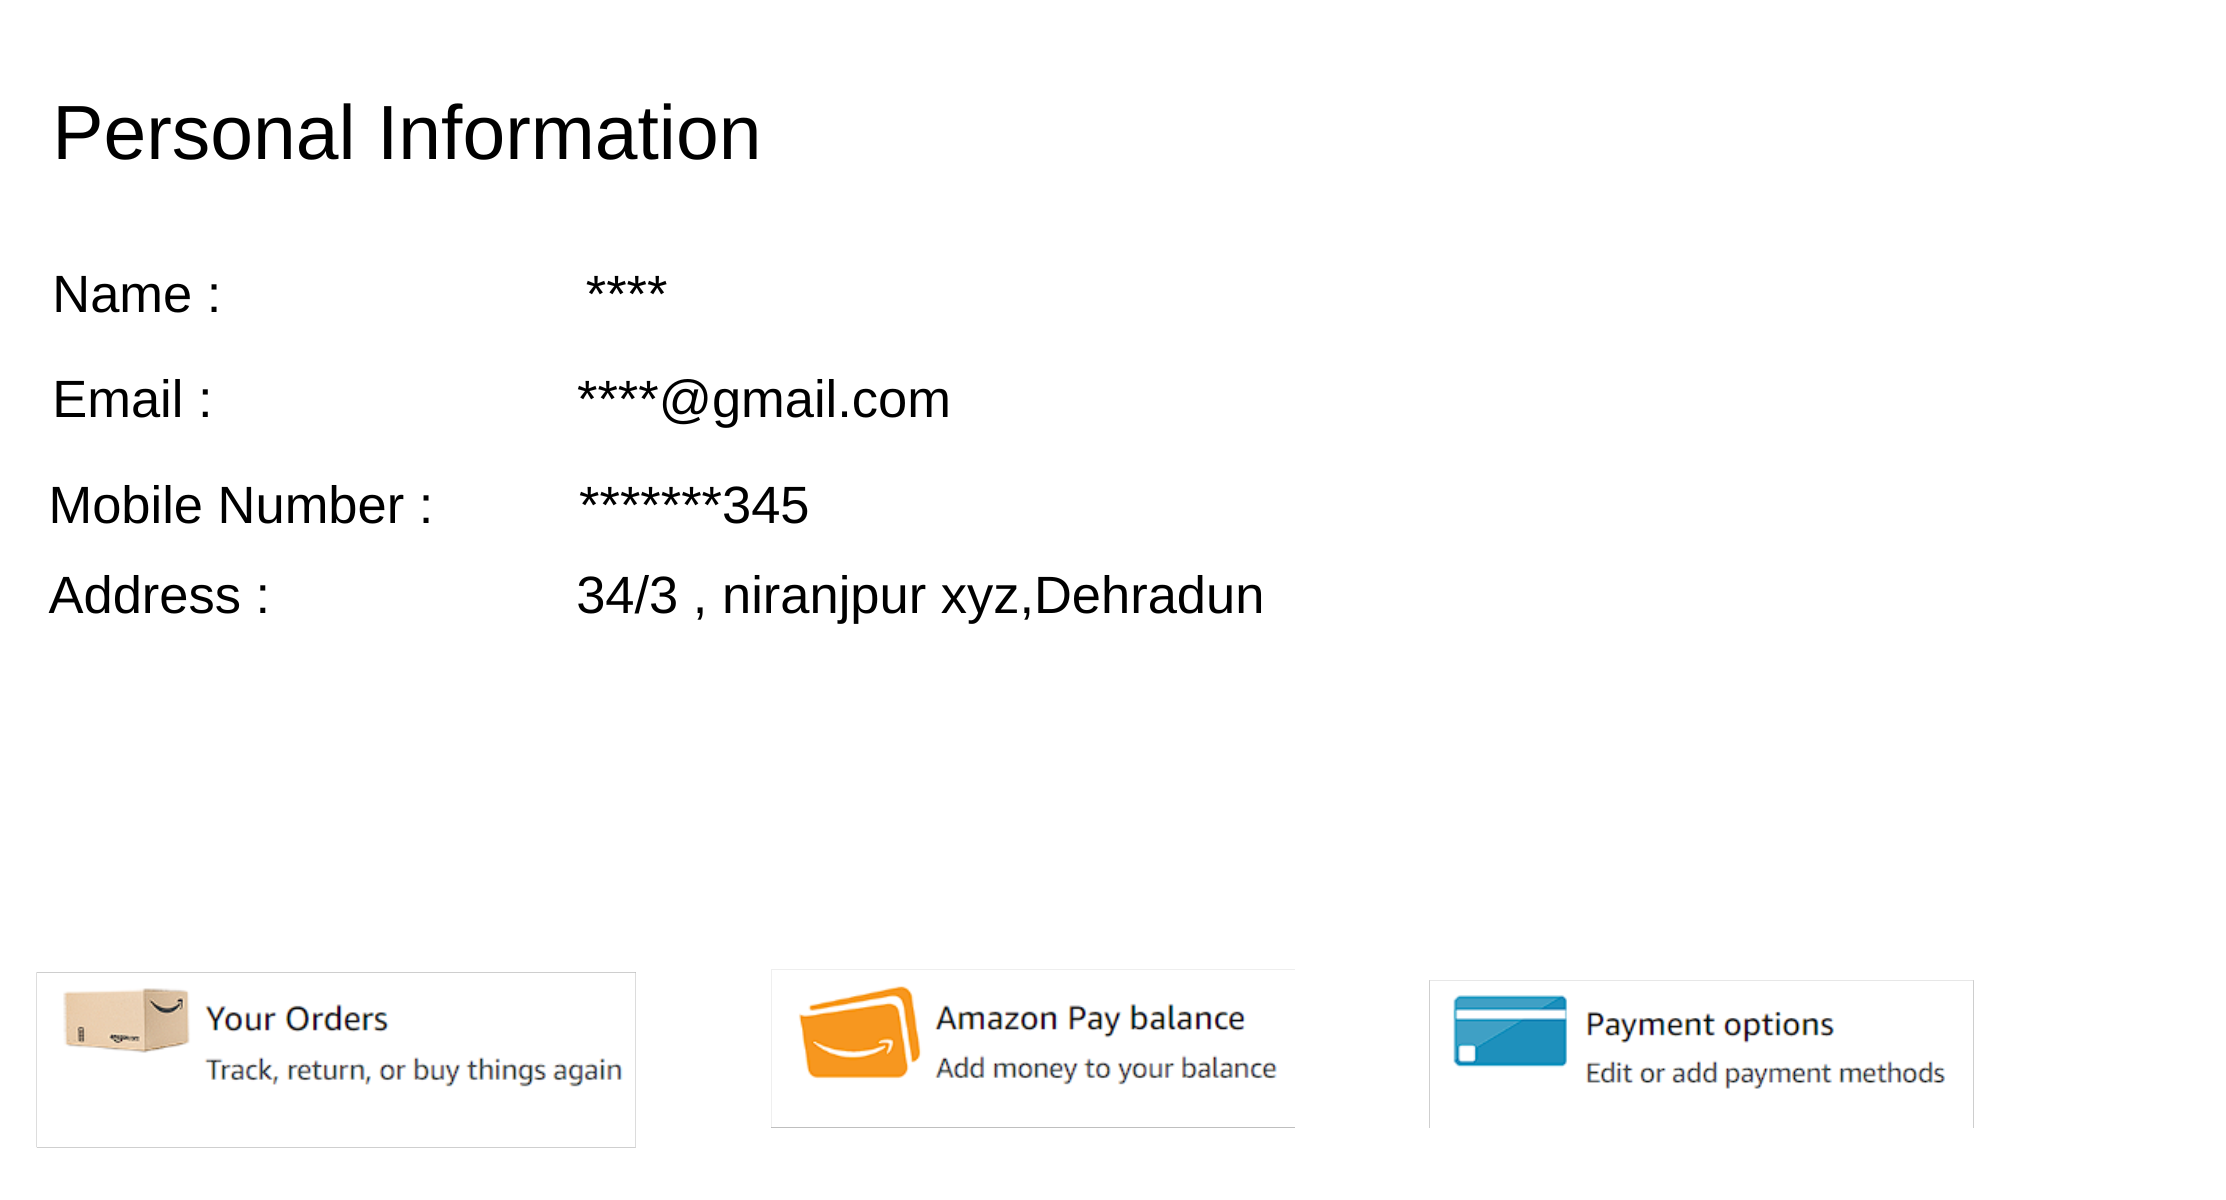 Personal Information
Name : ****
Email : ****@gmail.com
Mobile Number : *******345
Address : 34/3 , niranjpur xyz,Dehradun
Your Orders
Track, return, or buy things again
Amazon Pay balance
Add money to your balance
Payment options
Edit or add payment methods